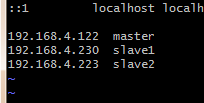 ::1 localhost localh
192.168.4.122 master
192.168.4.230 slave1
192.168.4.223 slave2
~
~